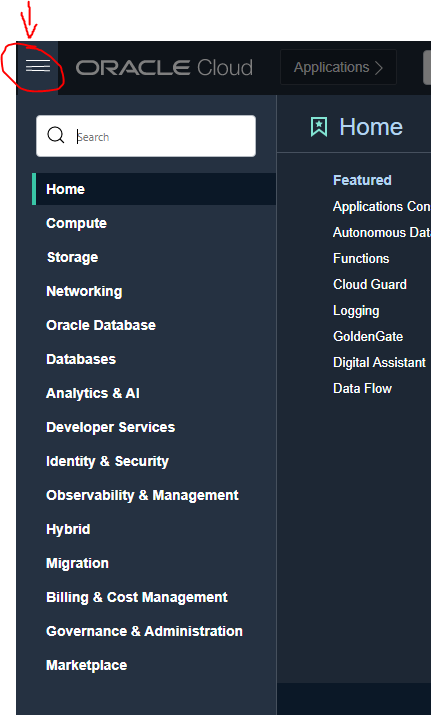 ORACLE Cloud
Applications
Search
Home
Compute
Storage
Networking
Oracle Database
Databases
Analytics & AI
Developer Services
Identity & Security
Observability & Management
Hybrid
Migration
Billing & Cost Management
Governance & Administration
Marketplace
Home
Featured
Applications Con
Autonomous Dat
Functions
Cloud Guard
Logging
GoldenGate
Digital Assistant
Data Flow